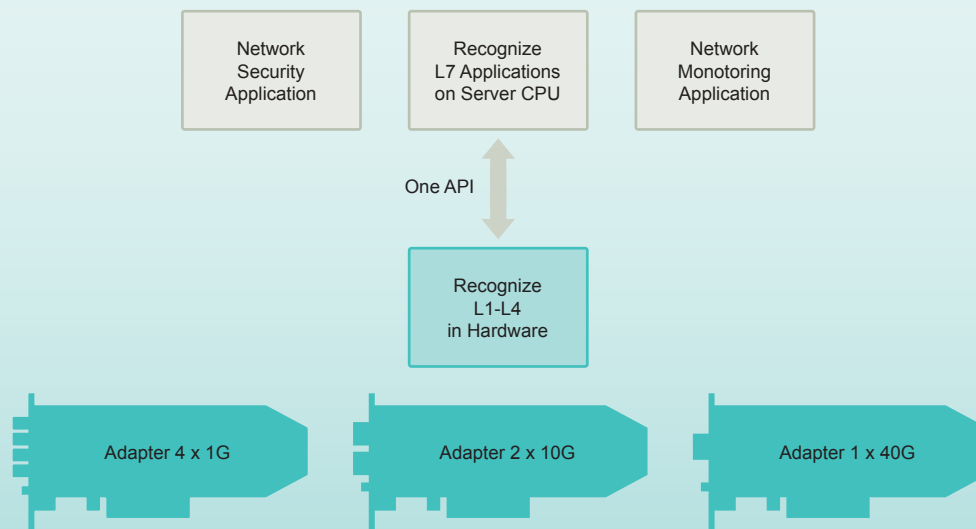 Network
Security
Application
Recognize
L7 Applications
on Server CPU
Network
Monotoring
Application
One API
Recognize
L1-L4
in Hardware
Adapter 4 x 1G
Adapter 2 x 10G
Adapter 1 x 40G